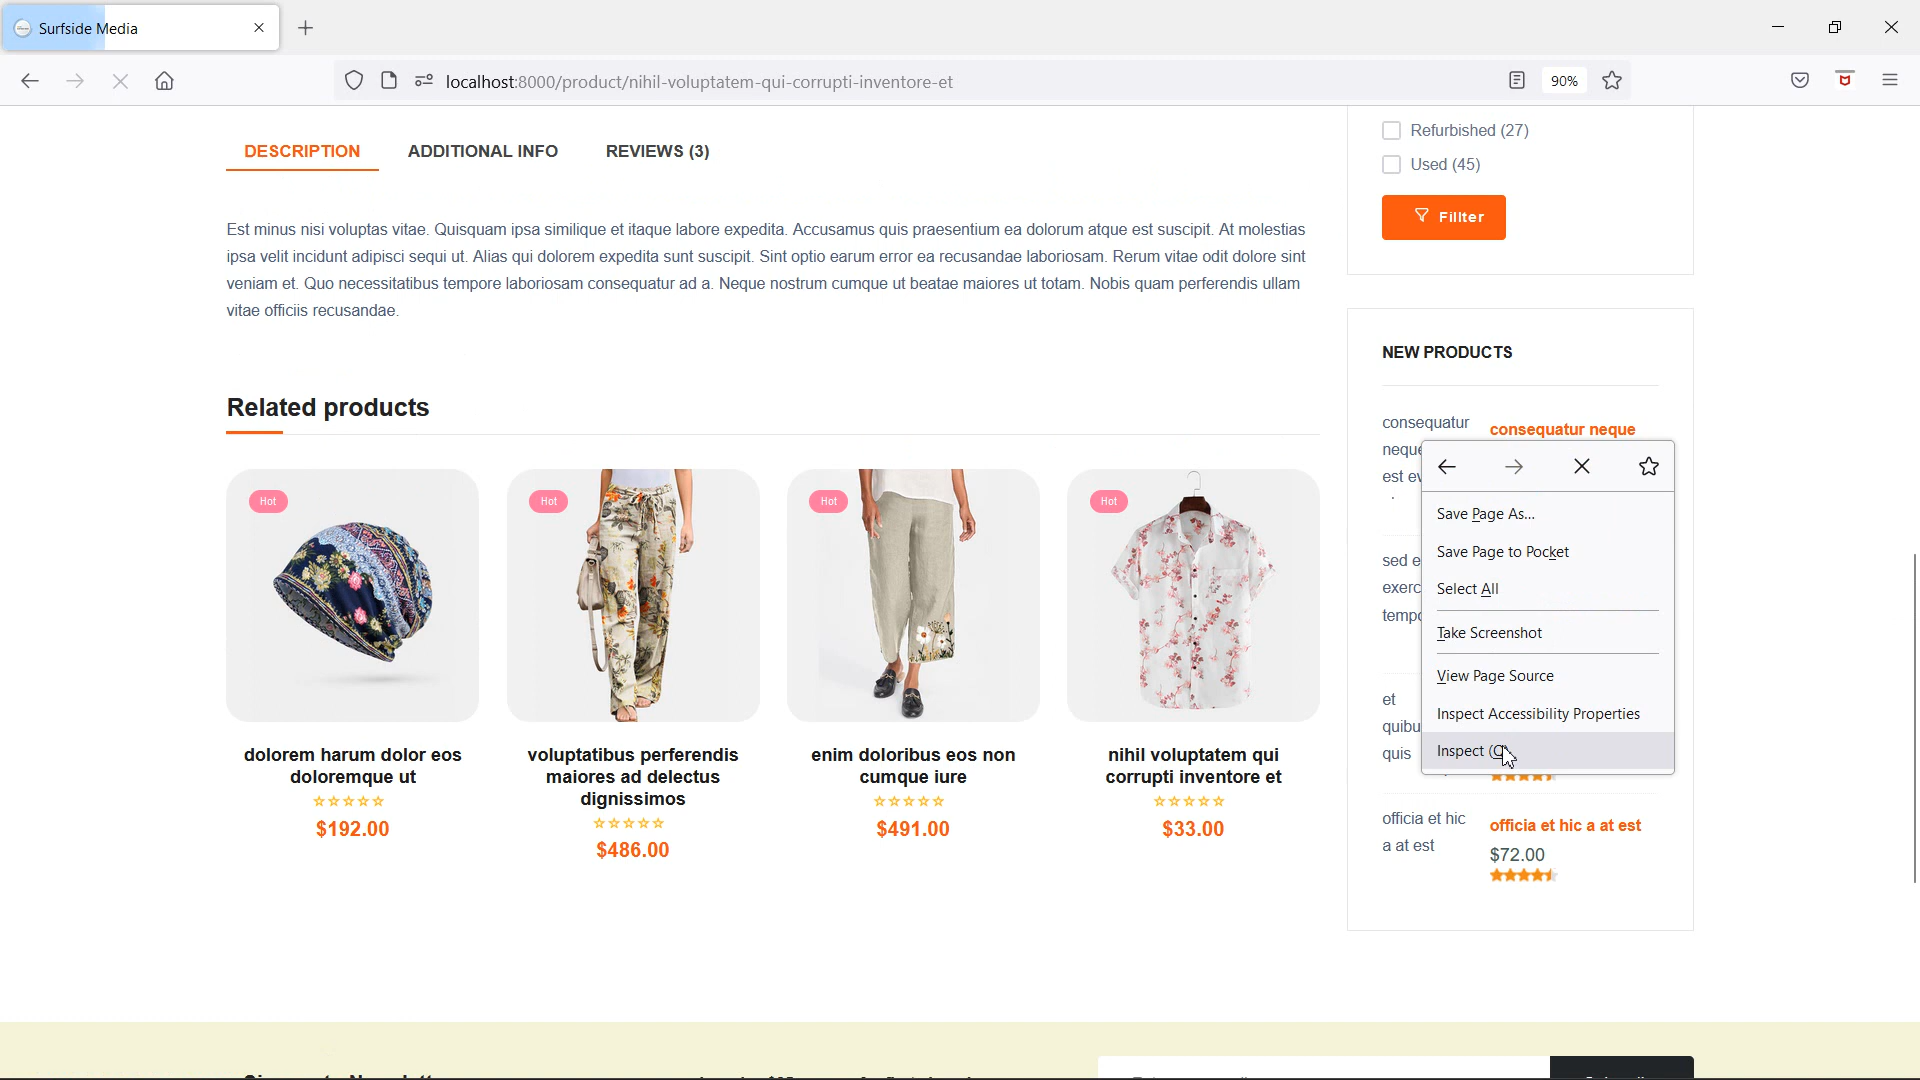 Surfside Media
localhost:8000/product/nihil-voluptatem-qui-corrupti-inventore-et
90%
DESCRIPTION
ADDITIONAL INFO
REVIEWS (3)
Est minus nisi voluptas vitae. Quisquam ipsa similique et itaque labore expedita. Accusamus quis praesentium ea dolorum atque est suscipit. At molestias
ipsa velit incidunt adipisci sequi ut. Alias qui dolorem expedita sunt suscipit. Sint optio earum error ea recusandae laboriosam. Rerum vitae odit dolore sint
veniam et. Quo necessitatibus tempore laboriosam consequatur ad a. Neque nostrum cumque ut beatae maiores ut totam. Nobis quam perferendis ullam
vitae officiis recusandae.
Related products
Hot
Hot
Hot
Hot
dolorem harum dolor eos
doloremque ut
$192.00
voluptatibus perferendis
maiores ad delectus
dignissimos
$486.00
enim doloribus eos non
cumque iure
$491.00
nihil voluptatem qui
corrupti inventore et
$33.00
Refurbished (27)
Used (45)
Fillter
NEW PRODUCTS
consequatur
neque
est
consequatur neque
sed
et
quis
officia et hic
a at est
officia et hic a at est
$72.00
Save Page As...
Save Page to Pocket
Select All
Take Screenshot
View Page Source
Inspect Accessibility Properties
Inspect (Q)